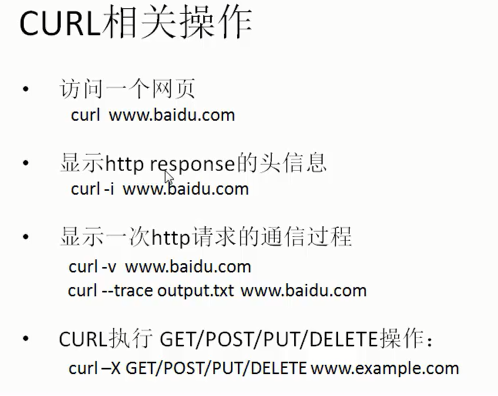 CURL相关操作
• 访问一个网页
curl www.baidu.com
• 显示http response的头信息
curl -i www.baidu.com
• 显示一次http请求的通信过程
curl -v www.baidu.com
curl --trace output.txt www.baidu.com
• CURL执行 GET/POST/PUT/DELETE操作：
curl –X GET/POST/PUT/DELETE www.example.com